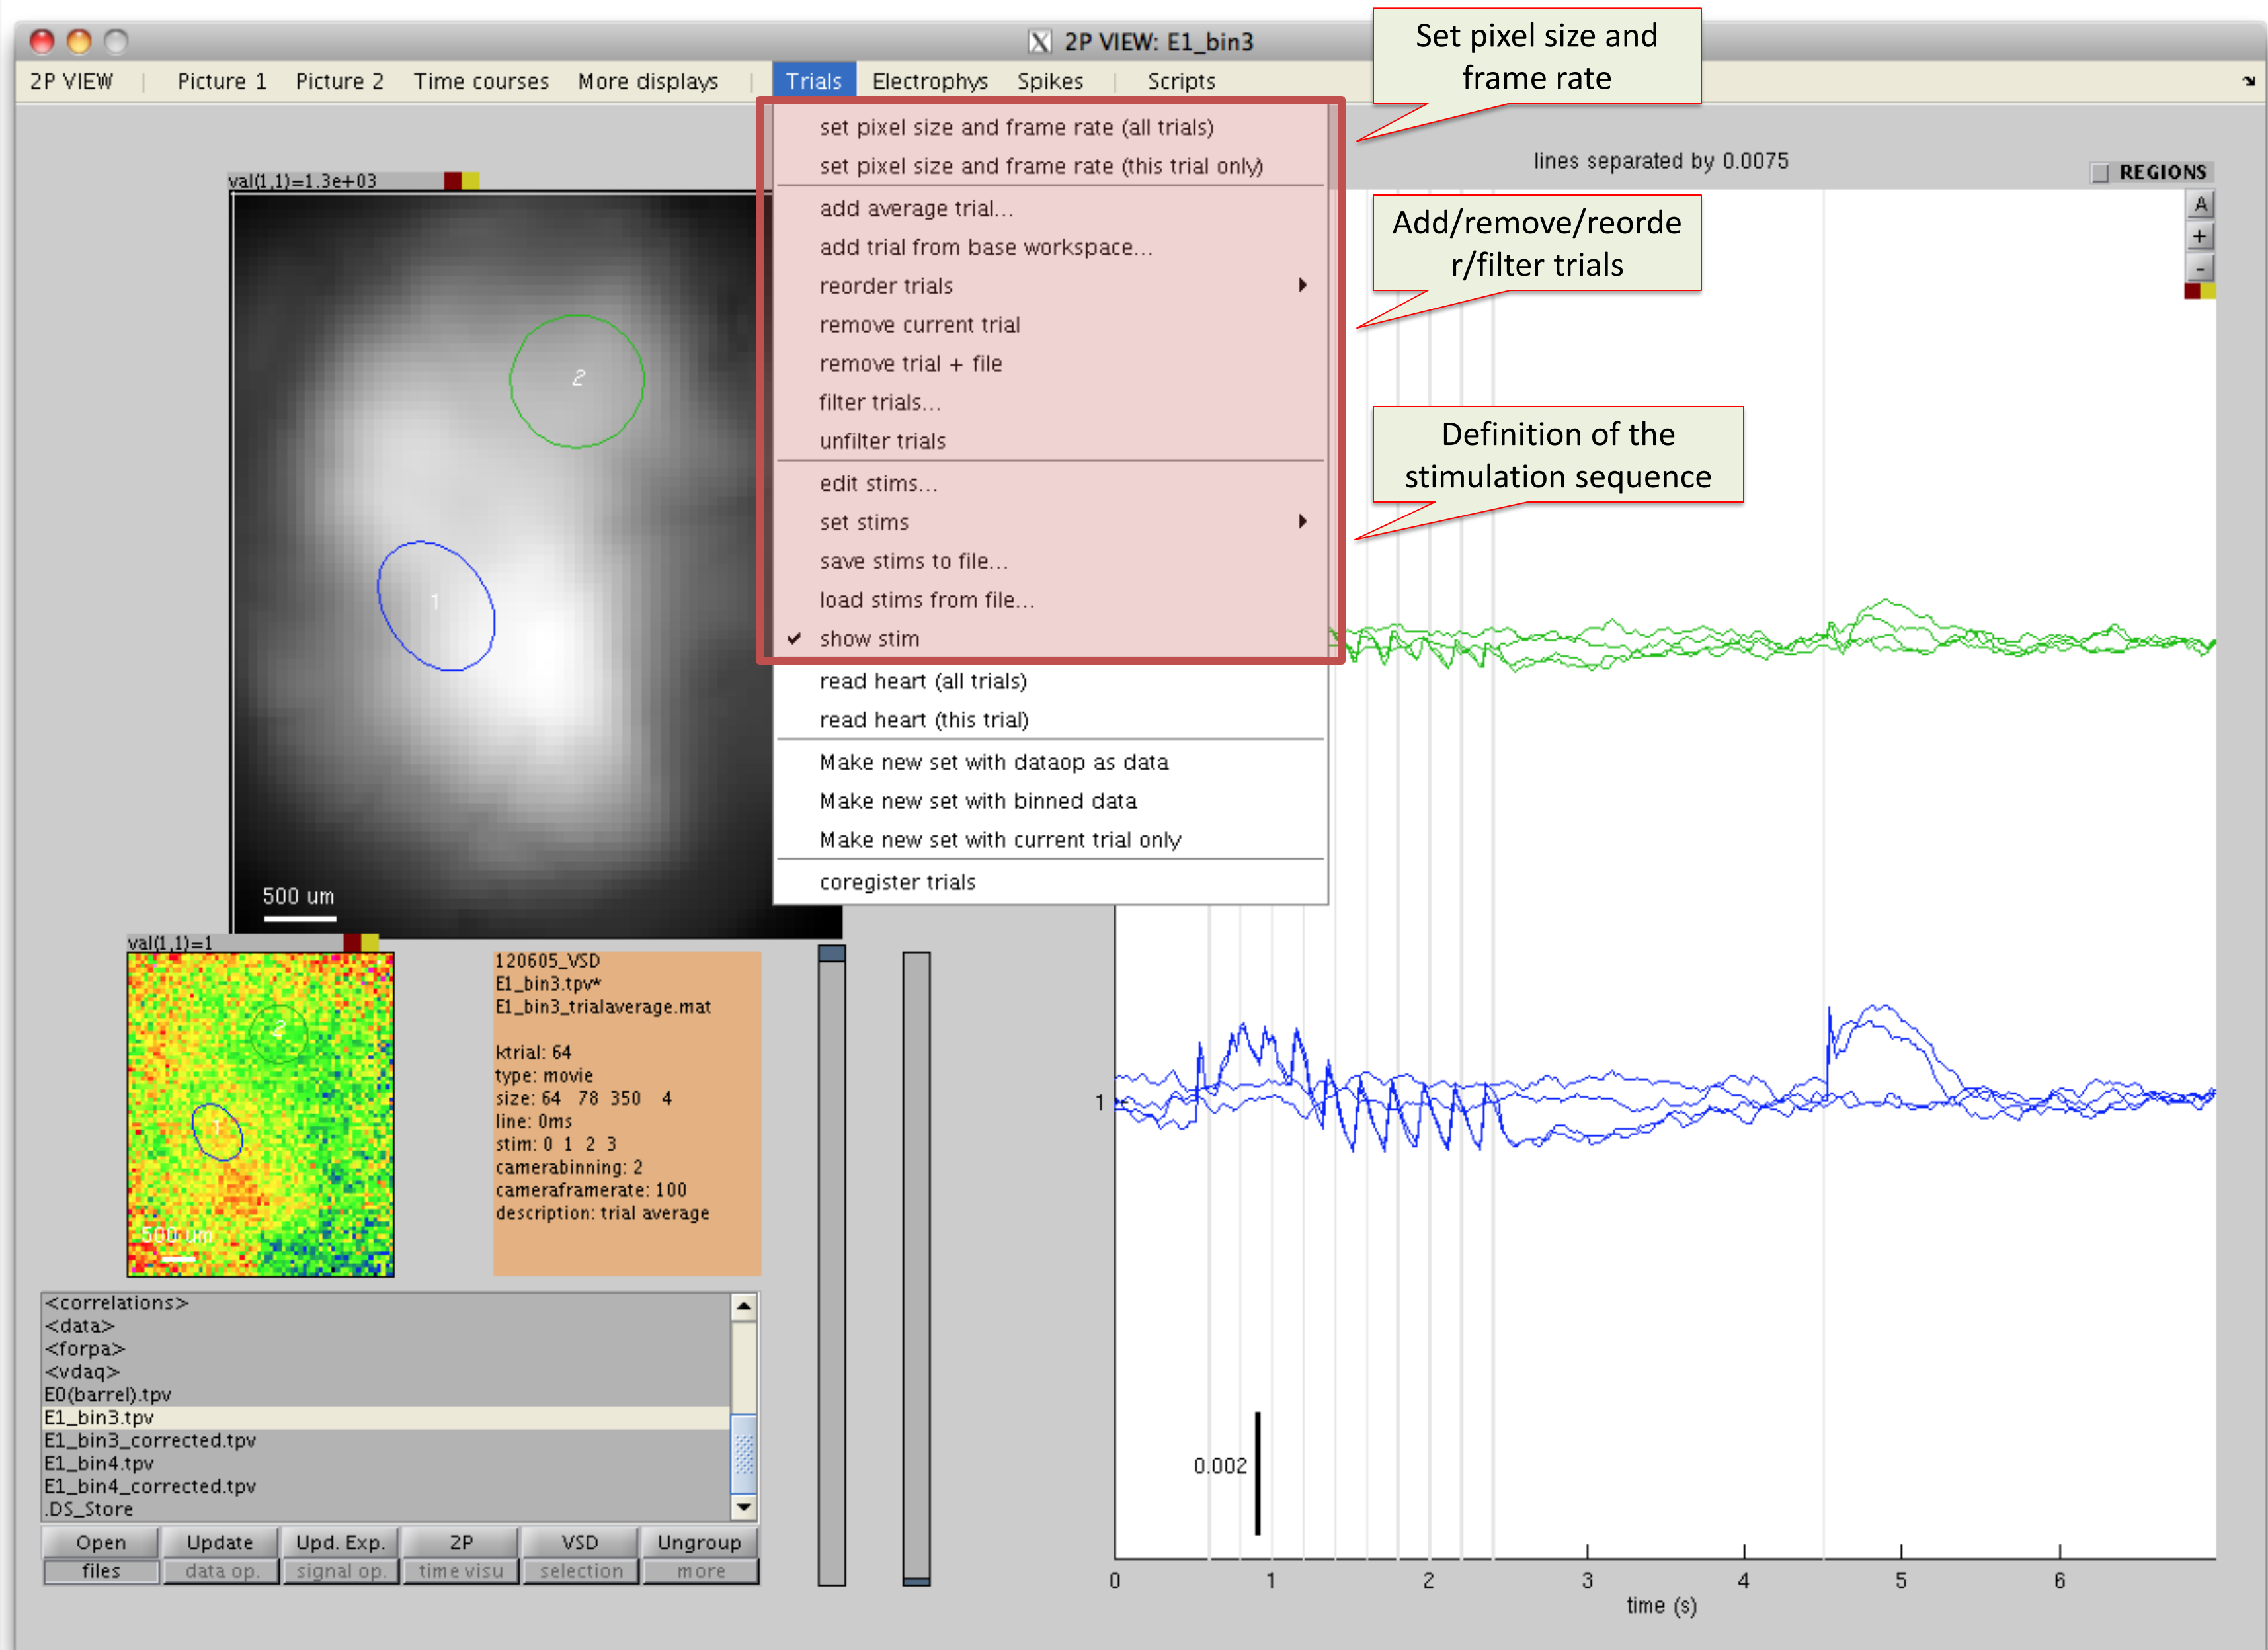 2P VIEW: E1_bin3
2P VIEW | Picture 1 Picture 2 Time courses More displays | Trials Electrophys Spikes | Scripts
Set pixel size and
frame rate
set pixel size and frame rate (all trials)
set pixel size and frame rate (this trial only)
add average trial...
add trial from base workspace...
reorder trials
remove current trial
remove trial + file
filter trials...
unfilter trials
edit stims...
set stims
save stims to file...
load stims from file...
show stim
read heart (all trials)
read heart (this trial)
Make new set with dataop as data
Make new set with binned data
Make new set with current trial only
coregister trials
Add/remove/reorde
r/filter trials
Definition of the
stimulation sequence
lines separated by 0.0075
REGIONS
A
+
-
val(1,1)=1.3e+03
2
1
500 um
val(1,1)=1
2
1
500 um
120605_VSD
E1_bin3.tpv*
E1_bin3_trialaverage.mat
ktrial: 64
type: movie
size: 64 78 350 4
line: 0ms
stim: 0 1 2 3
camerabinning: 2
cameraframerate: 100
description: trial average
<correlations>
<data>
<forpa>
<vdaq>
E0(barrel).tpv
E1_bin3.tpv
E1_bin3_corrected.tpv
E1_bin4.tpv
E1_bin4_corrected.tpv
.DS_Store
Open Update Upd. Exp. 2P VSD Ungroup
files data op. signal op. time visu selection more
1
0.002
0 1 2 3 4 5 6
time (s)